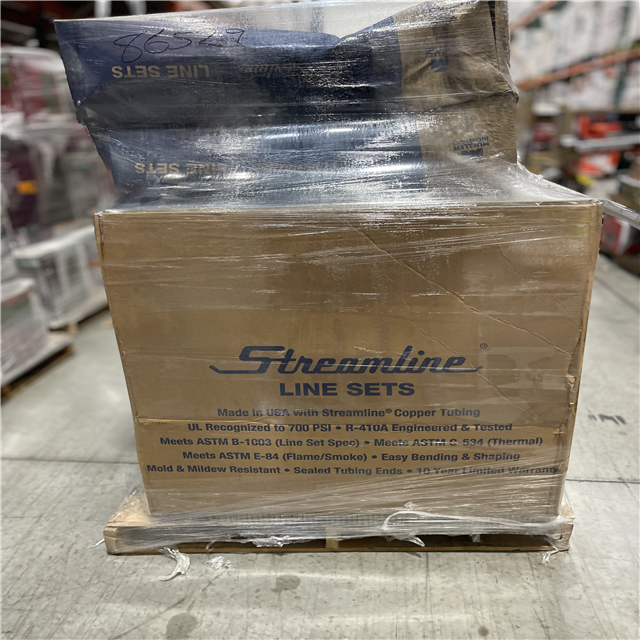 LINE SETS
LINE SETS
Streamline®
LINE SETS
Made in USA with Streamline® Copper Tubing
UL Recognized to 700 PSI • R-410A Engineered & Tested
Meets ASTM B-1003 (Line Set Spec) • Meets ASTM C-534 (Thermal)
Meets ASTM E-84 (Flame/Smoke) • Easy Bending & Shaping
Mold & Mildew Resistant • Sealed Tubing Ends • 10 Year Limited Warranty